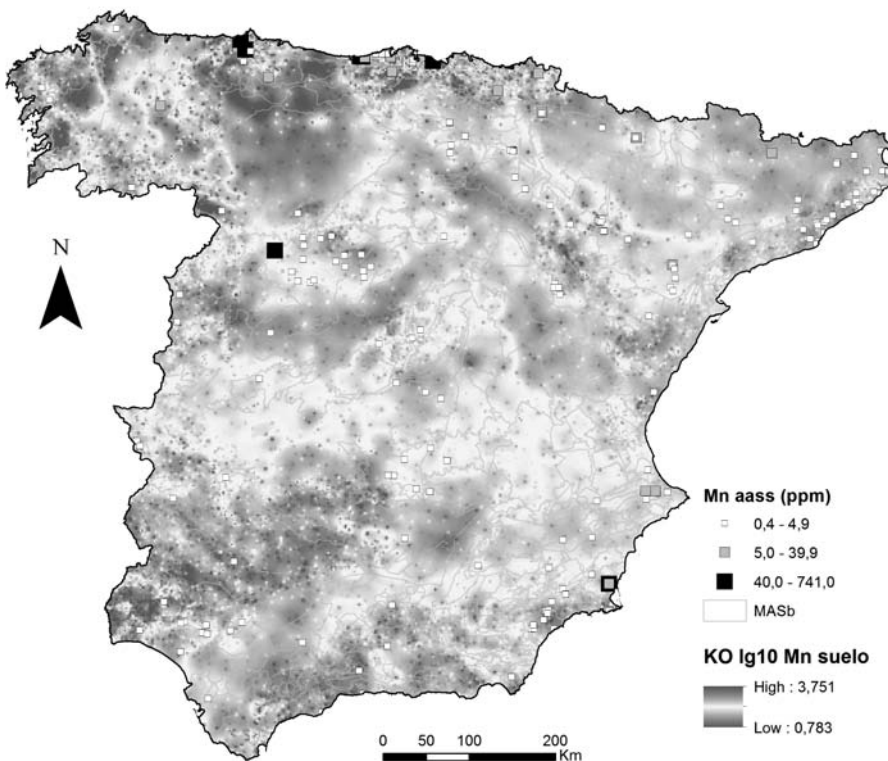 N
Mn aass (ppm)
0,4 - 4,9
5,0 - 39,9
40,0 - 741,0
MASb
KO lg10 Mn suelo
High : 3,751
Low : 0,783
0 50 100 200
Km